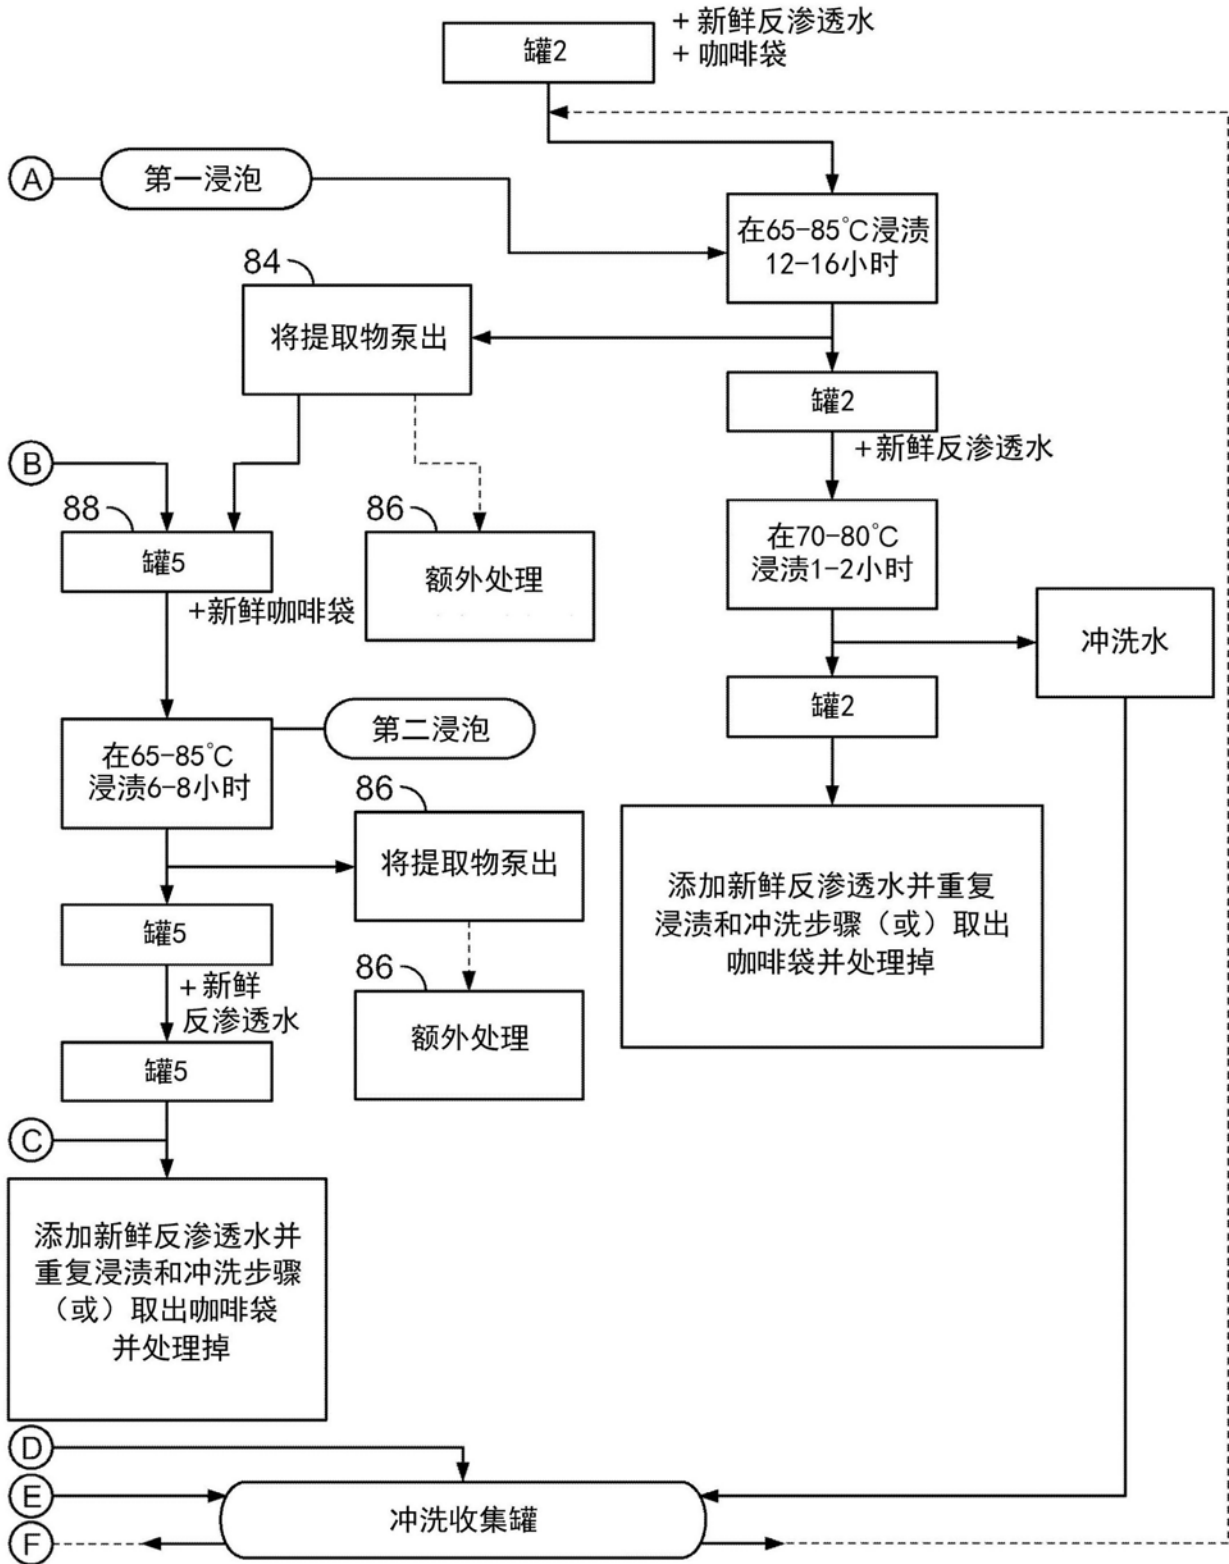 罐2
+新鲜反渗透水
+咖啡袋
A
第一浸泡
在65-85℃浸渍
12-16小时
84
将提取物泵出
罐2
+新鲜反渗透水
B
88
罐5
+新鲜咖啡袋
86
额外处理
在70-80℃
浸渍1-2小时
冲洗水
罐2
第二浸泡
在65-85℃
浸渍6-8小时
86
将提取物泵出
添加新鲜反渗透水并重复
浸渍和冲洗步骤（或）取出
咖啡袋并处理掉
罐5
+新鲜
反渗透水
86
额外处理
罐5
C
添加新鲜反渗透水并
重复浸渍和冲洗步骤
（或）取出咖啡袋
并处理掉
D
E
F
冲洗收集罐